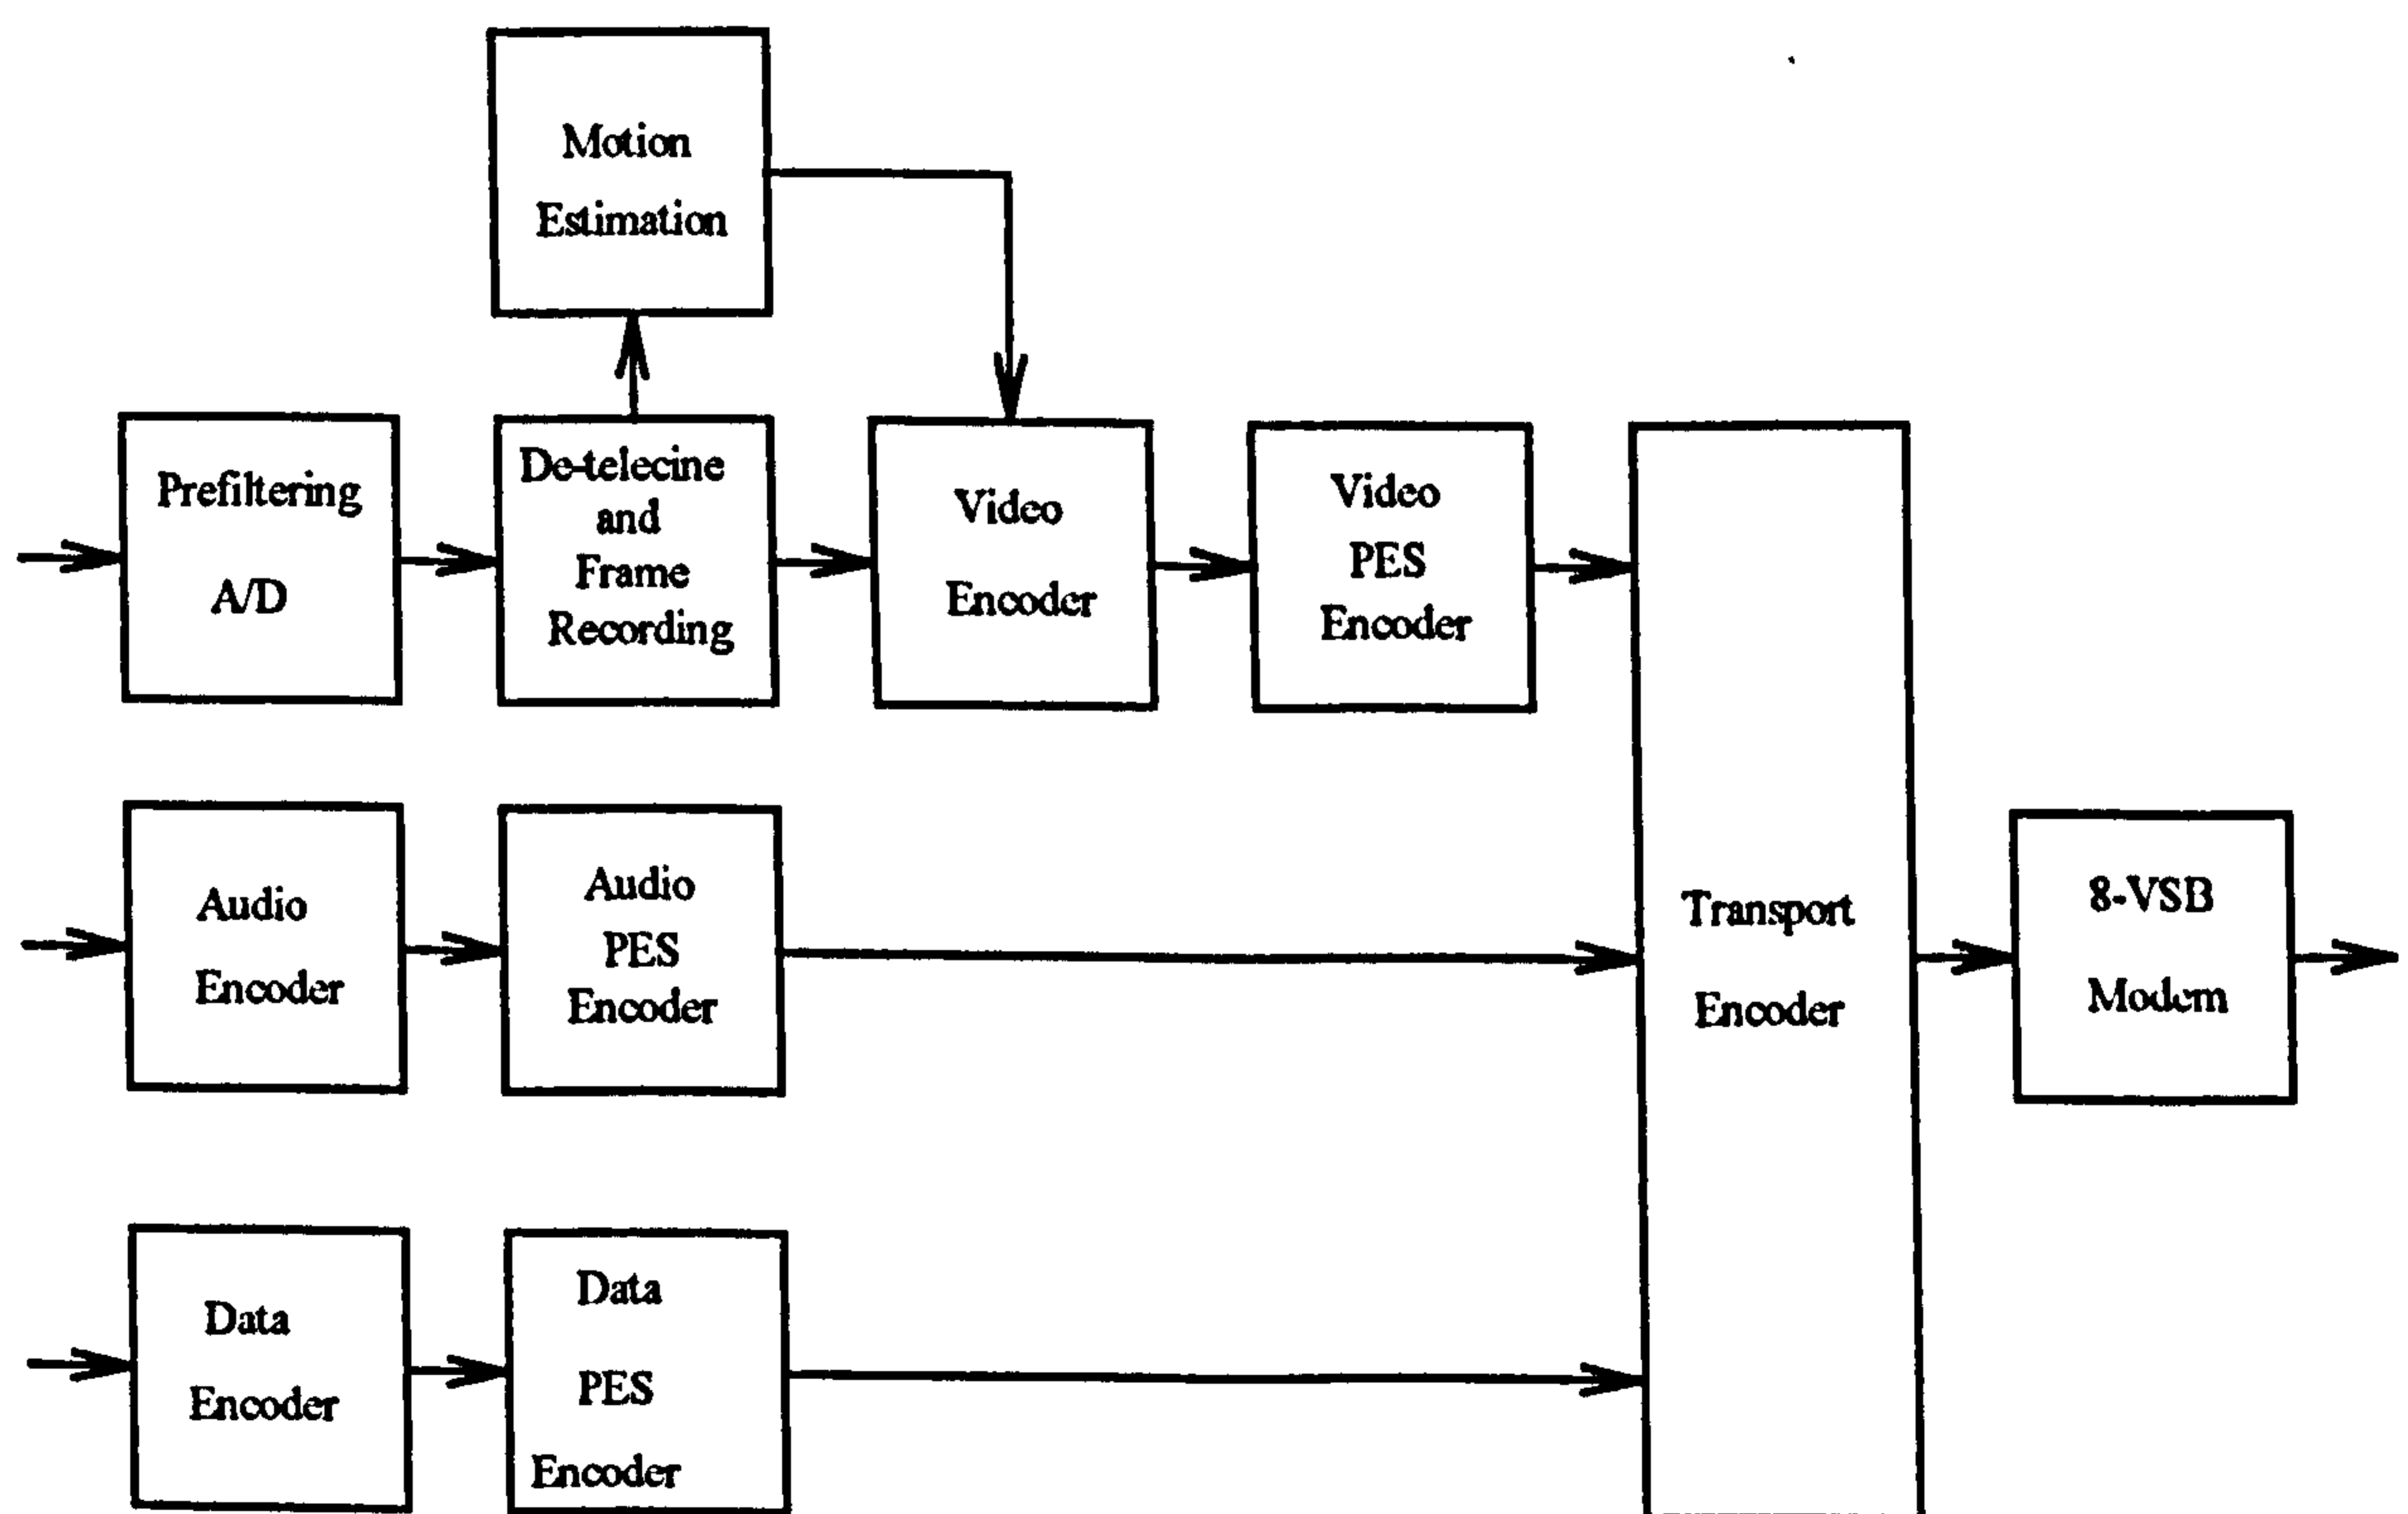 Motion
Estimation
Prefiltering
A/D
De-telecine
and
Frame
Recording
Video
Encoder
Video
PES
Encoder
Audio
Encoder
Audio
PES
Encoder
Transport
Encoder
8-VSB
Modem
Data
Encoder
Data
PES
Encoder